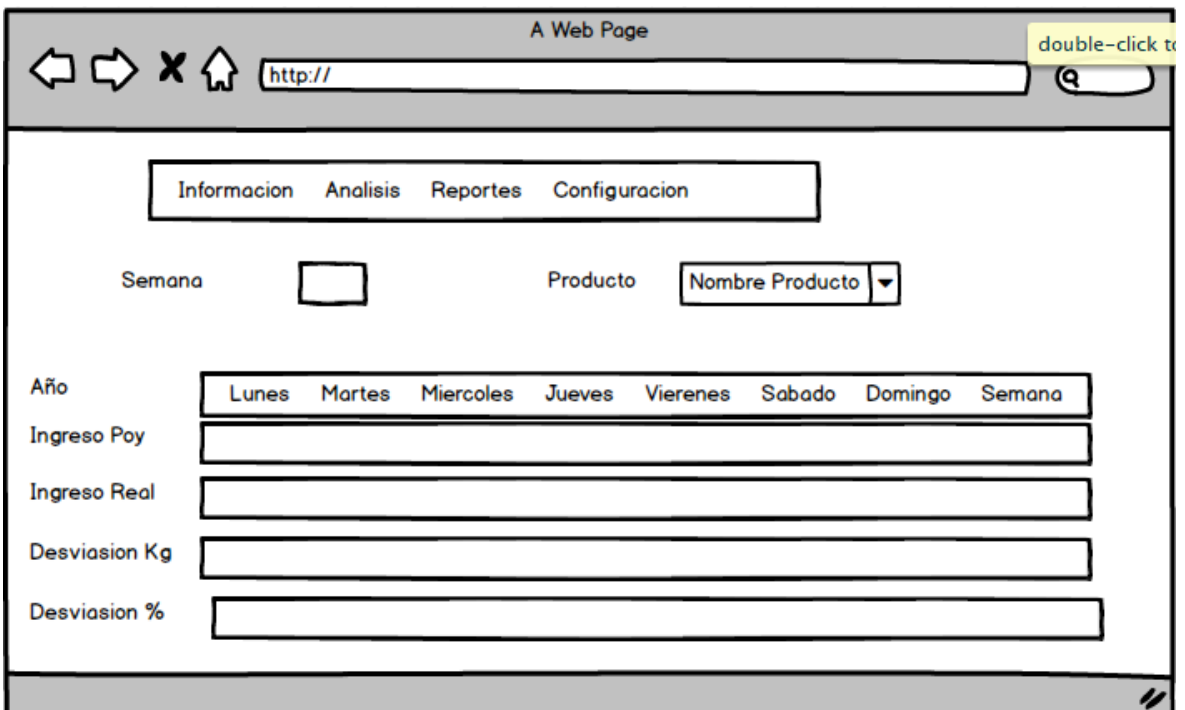 A Web Page
double-click to
http://
Informacion Analisis Reportes Configuracion
Semana Producto Nombre Producto
Año Lunes Martes Miercoles Jueves Vierenes Sabado Domingo Semana
Ingreso Poy
Ingreso Real
Desviasion Kg
Desviasion %